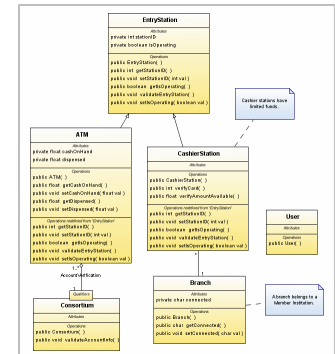 EntryStation
Attributes
private int stationID
private boolean isOperating
Operations
public EntryStation( )
public int getStationID( )
public void setStationID( int val )
public boolean getIsOperating( )
public void validateEntryStation( )
public void setIsOperating( boolean val )
Cashier stations have
limited funds.
ATM
Attributes
private float cashOnHand
private float dispensed
Operations
public ATM( )
public float getCashOnHand( )
public void setCashOnHand( float val )
public float getDispensed( )
public void setDispensed( float val )
Operations redefined from 'EntryStation'
public int getStationID( )
public void setStationID( int val )
public boolean getIsOperating( )
public void validateEntryStation( )
public void setIsOperating( boolean val )
CashierStation
Attributes
Operations
public CashierStation( )
public int verifyCard( )
public float verifyAmountAvailable( )
Operations redefined from 'EntryStation'
public int getStationID( )
public void setStationID( int val )
public boolean getIsOperating( )
public void validateEntryStation( )
public void setIsOperating( boolean val )
User
Attributes
Operations
public User( )
AccountVerification
Qualifiers
Consortium
Attributes
Operations
public Consortium( )
public void validateAccountInfo( )
Branch
Attributes
private char connected
Operations
public Branch( )
public char getConnected( )
public void setConnected( char val )
A branch belongs to a
Member Institution.